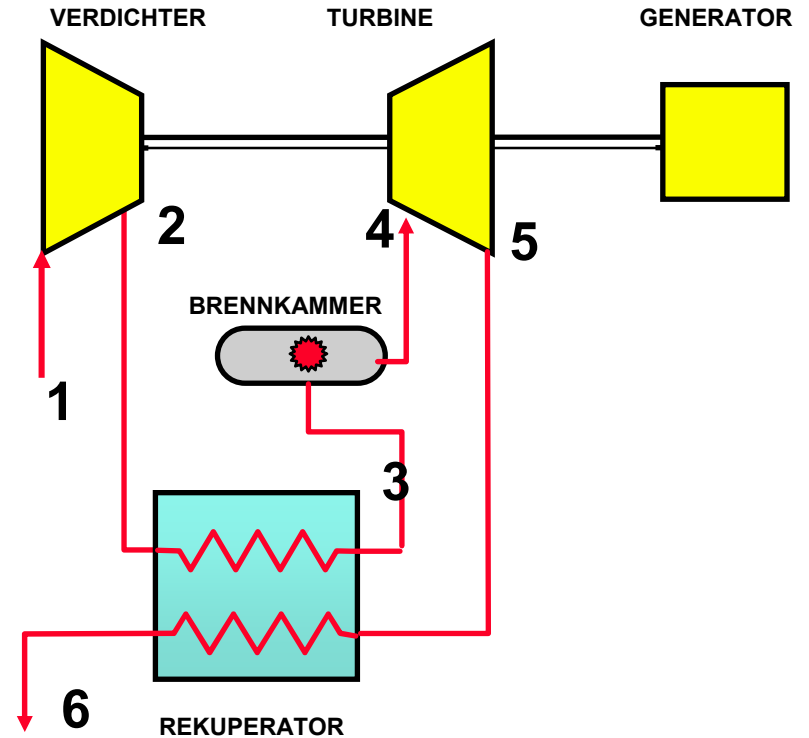 VERDICHTER
TURBINE
GENERATOR
2
4
5
BRENNKAMMER
1
3
6
REKUPERATOR